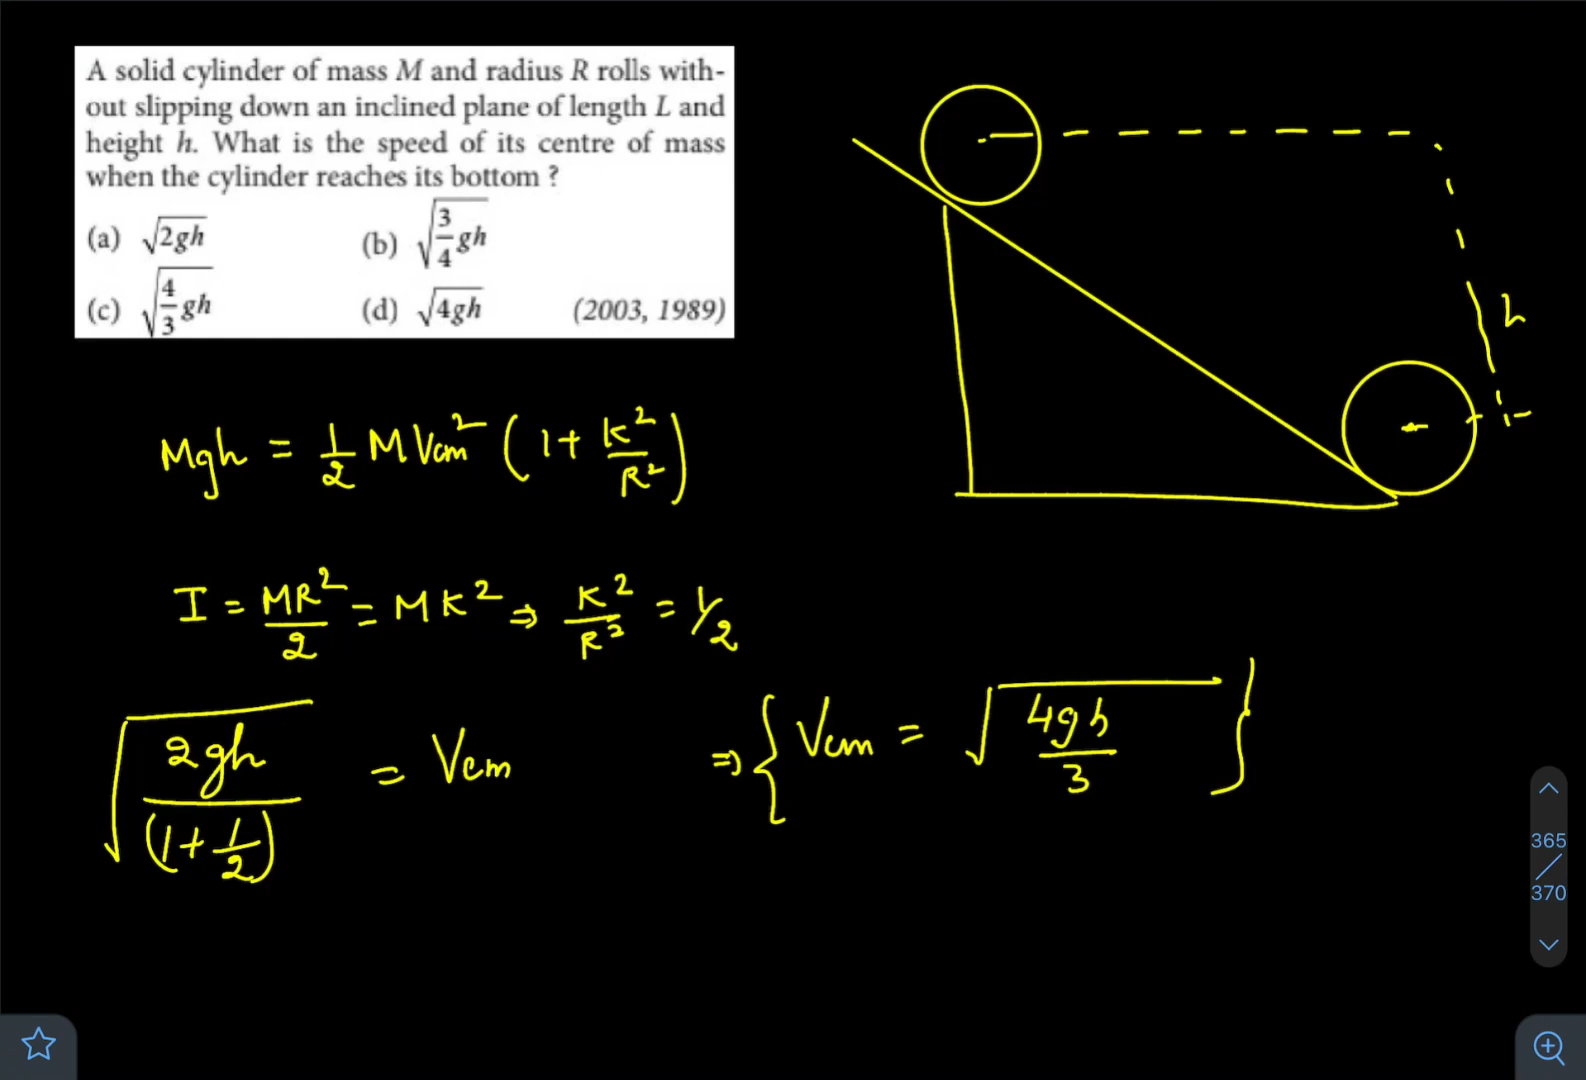 A solid cylinder of mass M and radius R rolls with-
out slipping down an inclined plane of length L and
height h. What is the speed of its centre of mass
when the cylinder reaches its bottom ?
(a) √2gh (b) √(3/4 gh)
(c) √(4/3 gh) (d) √4gh (2003, 1989)
h
Mgh = 1/2 M Vcm² (1 + K²/R²)
I = MR²/2 = MK² ⇒ K²/R² = 1/2
√(2gh/(1+1/2)) = Vcm ⇒ { Vcm = √(4gh/3) }
365
/
370